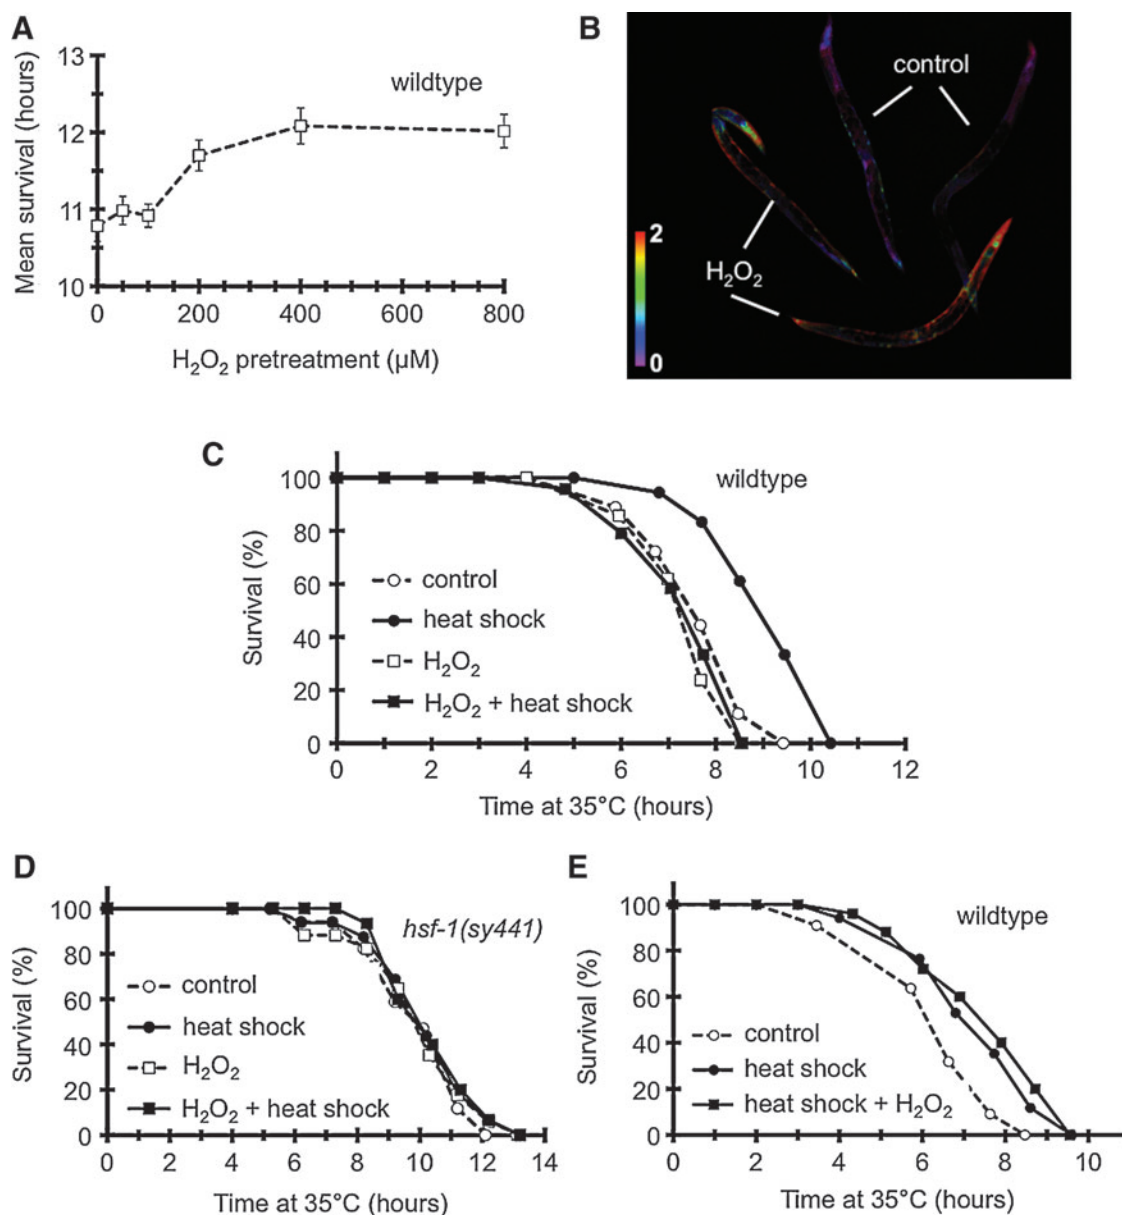 A
Mean survival (hours)
13
12
11
10
wildtype
0 200 400 600 800
H₂O₂ pretreatment (µM)
B
control
H₂O₂
2
0
C
Survival (%)
100
80
60
40
20
0
wildtype
control
heat shock
H₂O₂
H₂O₂ + heat shock
0 2 4 6 8 10 12
Time at 35°C (hours)
D
Survival (%)
100
80
60
40
20
0
hsf-1(sy441)
control
heat shock
H₂O₂
H₂O₂ + heat shock
0 2 4 6 8 10 12 14
Time at 35°C (hours)
E
Survival (%)
100
80
60
40
20
0
wildtype
control
heat shock
heat shock + H₂O₂
0 2 4 6 8 10
Time at 35°C (hours)